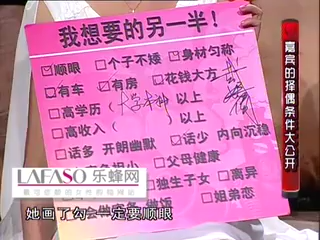 我想要的另一半！
☑顺眼 □个子不矮 ☑身材匀称
☑有车 ☑有房 □花钱大方
□高学历（大学本科）以上
□高收入（ ）以上
□话多 开朗幽默 ☑话少 内向沉稳
□父母健康
□独生子女 □离异
□姐弟恋
嘉宾的择偶条件大公开
LAFASO 乐蜂网
她画了勾一定要顺眼